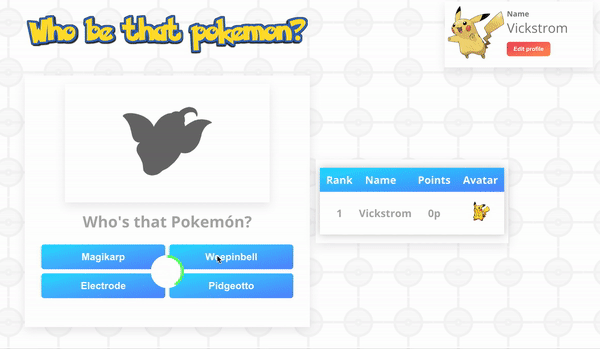 Who be that pokemon?
Name
Vickstrom
Edit profile
Who's that Pokemón?
Magikarp
Weepinbell
Electrode
Pidgeotto
Rank Name Points Avatar
1 Vickstrom 0p